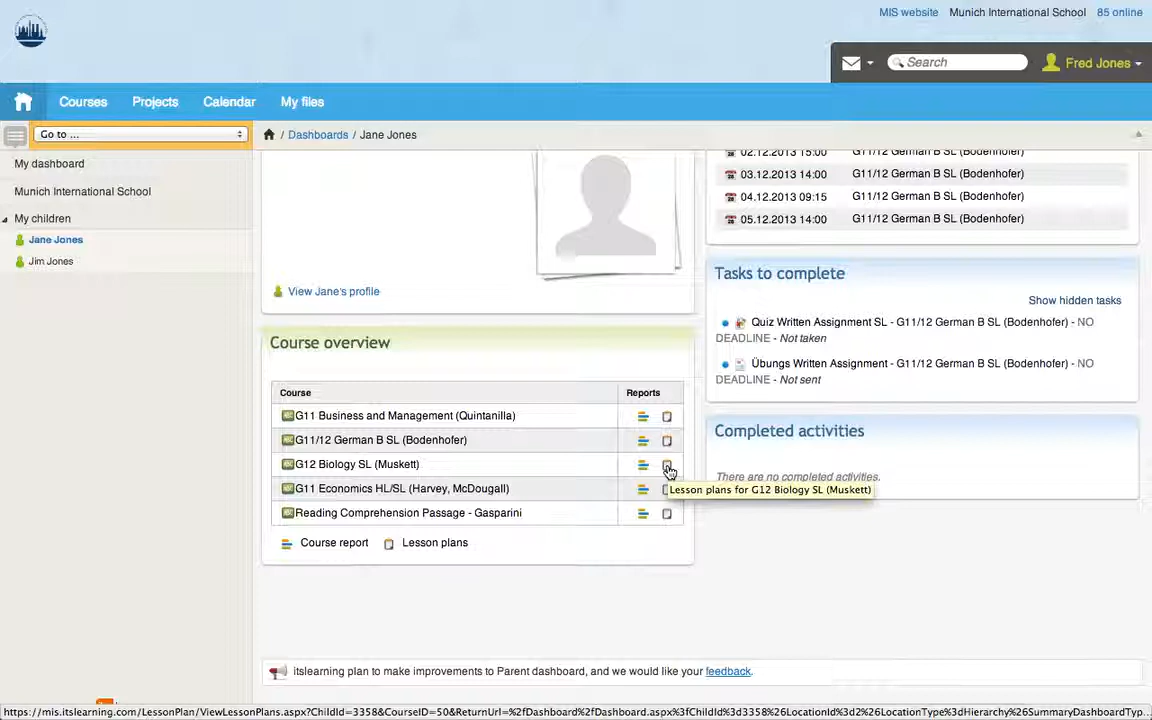 MIS website Munich International School 85 online
Search
Fred Jones
Courses Projects Calendar My files
Go to ...
/ Dashboards / Jane Jones
My dashboard
Munich International School
My children
Jane Jones
Jim Jones
View Jane's profile
02.12.2013 15:00 G11/12 German B SL (Bodenhofer)
03.12.2013 14:00 G11/12 German B SL (Bodenhofer)
04.12.2013 09:15 G11/12 German B SL (Bodenhofer)
05.12.2013 14:00 G11/12 German B SL (Bodenhofer)
Tasks to complete
Show hidden tasks
Quiz Written Assignment SL - G11/12 German B SL (Bodenhofer) - NO
DEADLINE - Not taken
Übungs Written Assignment - G11/12 German B SL (Bodenhofer) - NO
DEADLINE - Not sent
Course overview
Course Reports
G11 Business and Management (Quintanilla)
G11/12 German B SL (Bodenhofer)
G12 Biology SL (Muskett)
G11 Economics HL/SL (Harvey, McDougall)
Reading Comprehension Passage - Gasparini
Course report Lesson plans
Completed activities
There are no completed activities.
Lesson plans for G12 Biology SL (Muskett)
itslearning plan to make improvements to Parent dashboard, and we would like your feedback.
https://mis.itslearning.com/LessonPlan/ViewLessonPlans.aspx?ChildId=3358&CourseID=50&ReturnUrl=%2fDashboard%2fDashboard.aspx%3fChildId%3d3358%26LocationId%3d2%26LocationType%3dHierarchy%26SummaryDashboardTyp...